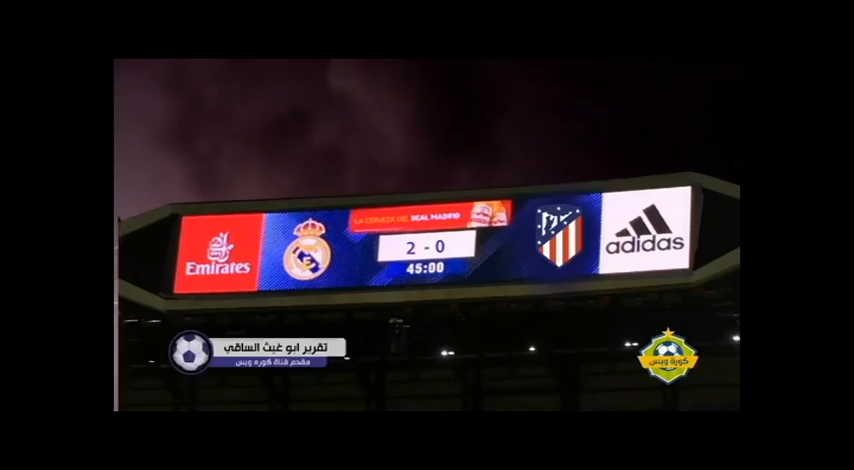 LA CERVEZA DEL REAL MADRID
Emirates
2 - 0
45:00
adidas
تقرير ابو غيث الساقي
مقدم قناة كورة ويس
كورة ويس